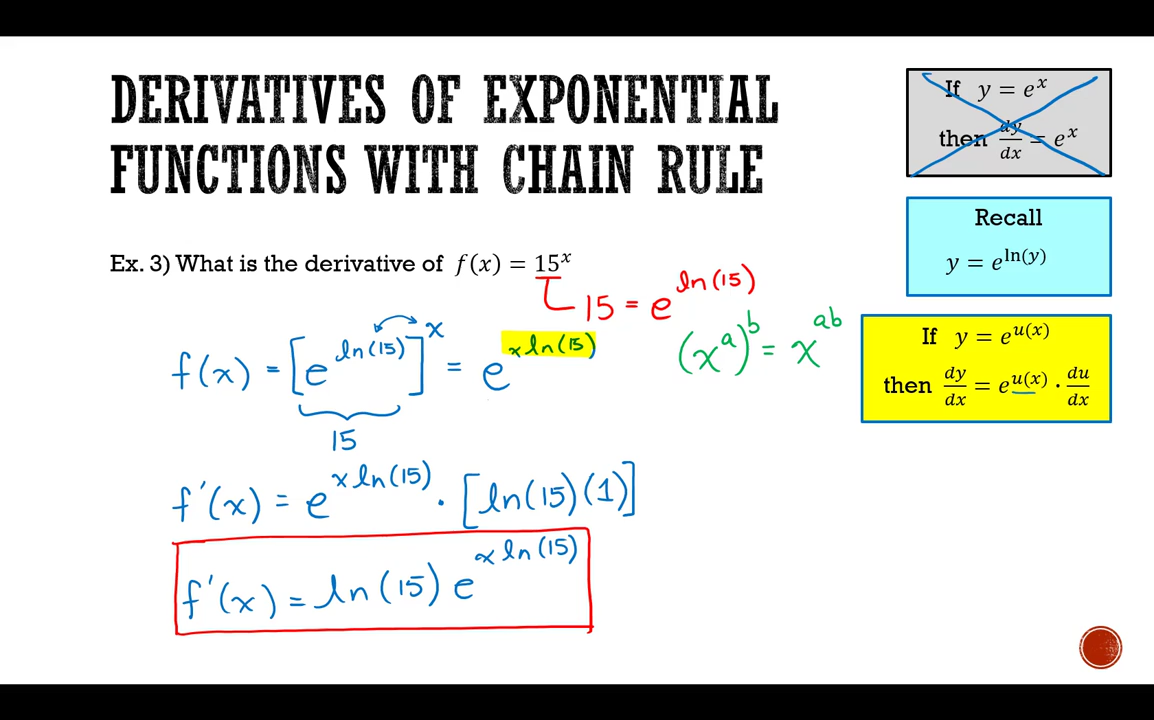 DERIVATIVES OF EXPONENTIAL
FUNCTIONS WITH CHAIN RULE
Ex. 3) What is the derivative of f(x) = 15^x
15 = e^{ln(15)}
f(x) = [e^{ln(15)}]^x = e^{x ln(15)}
15
(x^a)^b = x^{ab}
f'(x) = e^{x ln(15)} · [ln(15)(1)]
f'(x) = ln(15) e^{x ln(15)}
If y = e^x
then dy/dx = e^x
Recall
y = e^{ln(y)}
If y = e^{u(x)}
then dy/dx = e^{u(x)} · du/dx